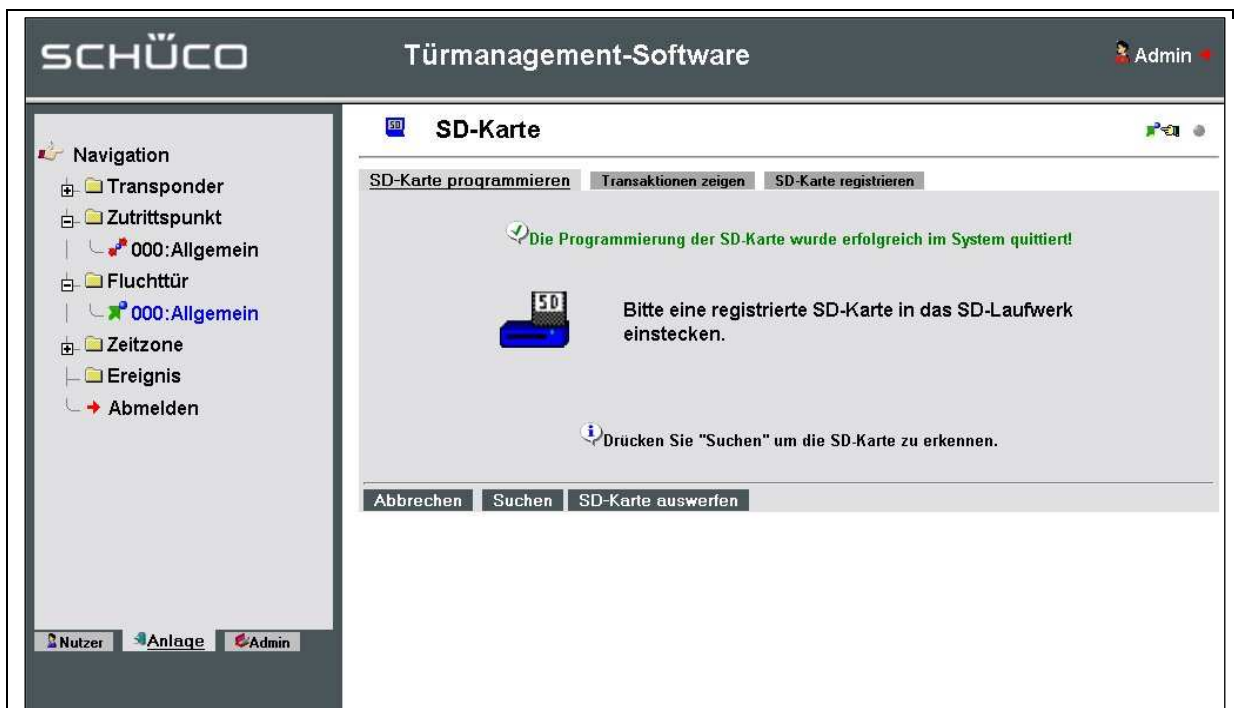 SCHÜCO
Türmanagement-Software
Admin
Navigation
Transponder
Zutrittspunkt
000:Allgemein
Fluchttür
000:Allgemein
Zeitzone
Ereignis
Abmelden
Nutzer Anlage Admin
SD
SD-Karte
SD-Karte programmieren Transaktionen zeigen SD-Karte registrieren
Die Programmierung der SD-Karte wurde erfolgreich im System quittiert!
SD
Bitte eine registrierte SD-Karte in das SD-Laufwerk
einstecken.
Drücken Sie "Suchen" um die SD-Karte zu erkennen.
Abbrechen Suchen SD-Karte auswerfen